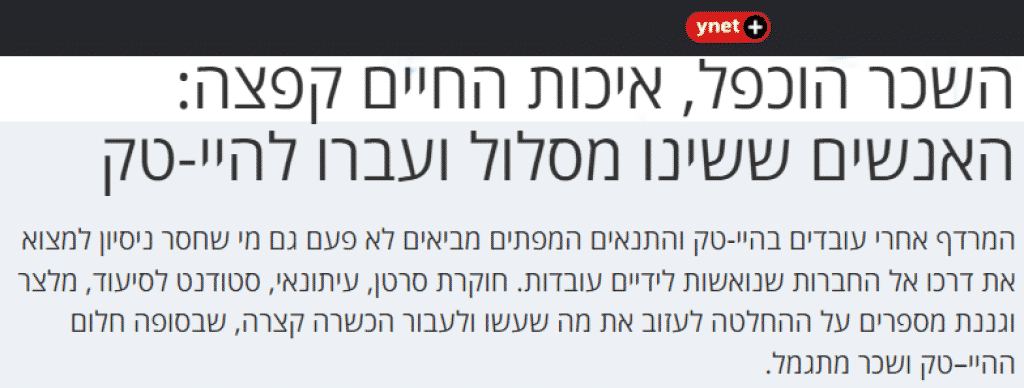 ynet+
השכר הוכפל, איכות החיים קפצה:
האנשים ששינו מסלול ועברו להיי-טק
המרדף אחרי עובדים בהיי-טק והתנאים המפתים מביאים לא פעם גם מי שחסר ניסיון למצוא
את דרכו אל החברות שנואשות לידיים עובדות. חוקרת סרטן, עיתונאי, סטודנט לסיעוד, מלצר
וגננת מספרים על ההחלטה לעזוב את מה שעשו ולעבור הכשרה קצרה, שבסופה חלום
ההיי–טק ושכר מתגמל.